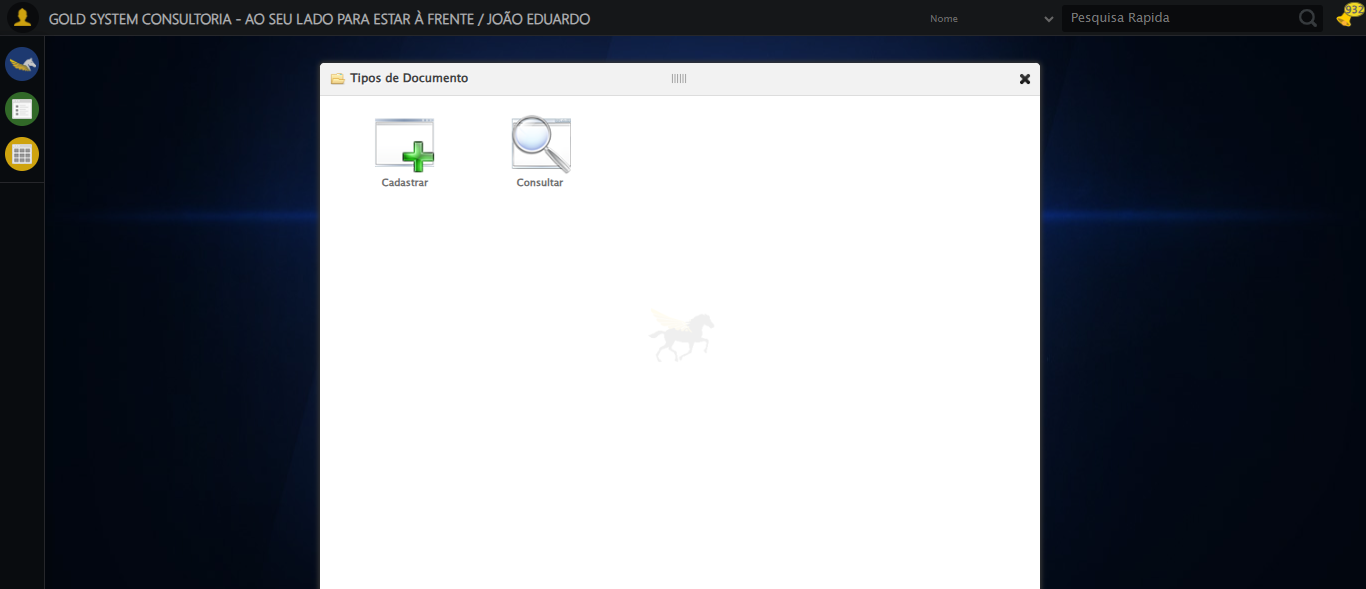 GOLD SYSTEM CONSULTORIA - AO SEU LADO PARA ESTAR À FRENTE / JOÃO EDUARDO
Nome
Pesquisa Rapida
932
Tipos de Documento
Cadastrar
Consultar